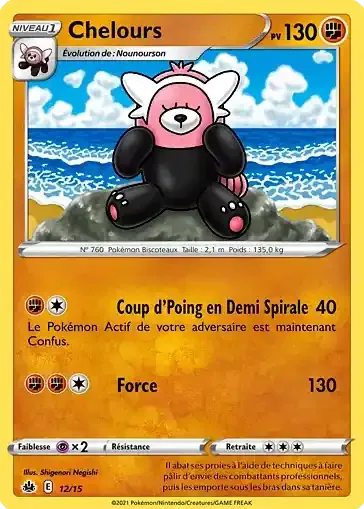 NIVEAU 1
Chelours
PV 130
Évolution de : Nounourson
N° 760 Pokémon Biscoteaux Taille : 2,1 m Poids : 135,0 kg
Coup d'Poing en Demi Spirale 40
Le Pokémon Actif de votre adversaire est maintenant
Confus.
Force 130
Faiblesse ×2 Résistance Retraite
Illus. Shigenori Negishi
Il abat ses proies à l'aide de techniques à faire
pâlir d'envie des combattants professionnels,
puis les emporte sous les bras dans sa tanière.
E 12/15
©2021 Pokémon/Nintendo/Creatures/GAME FREAK